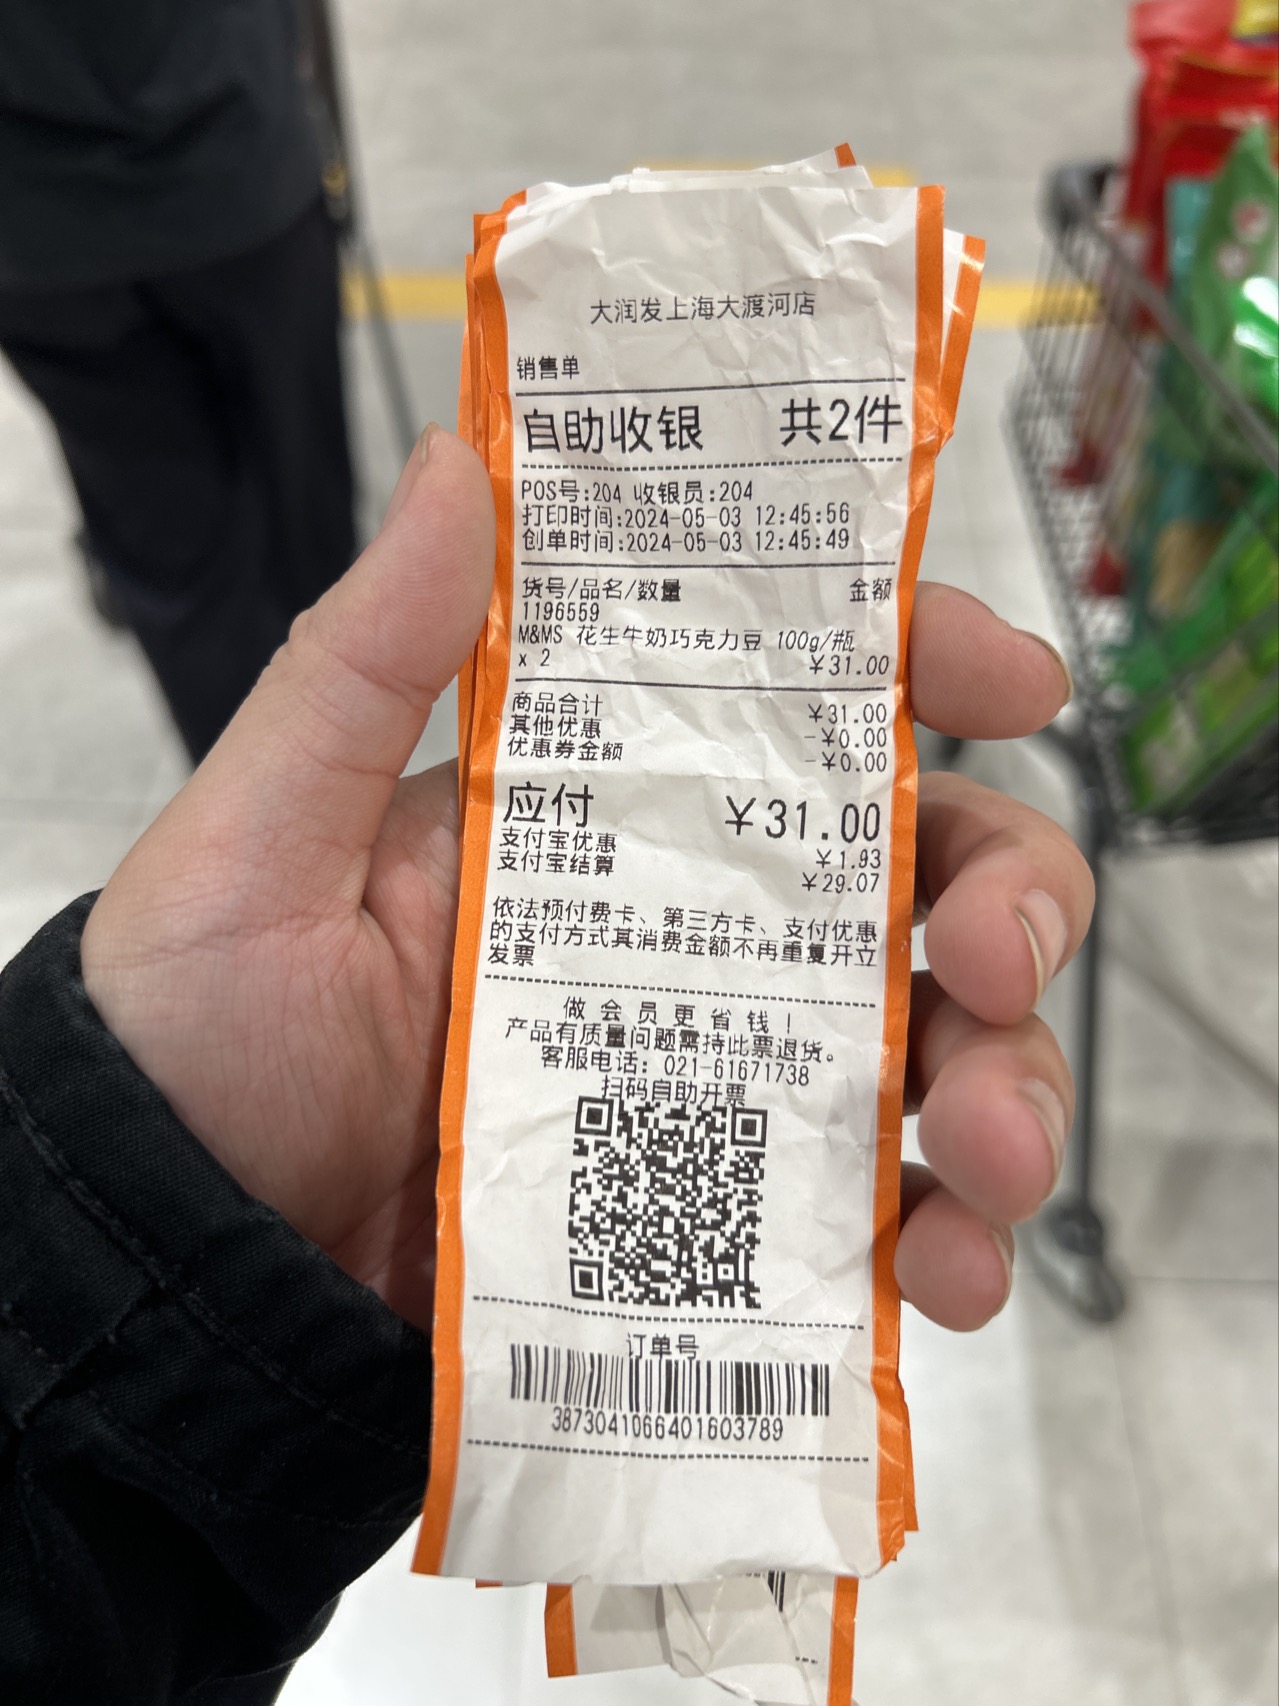 大润发上海大渡河店
销售单
自助收银 共2件
POS号:204 收银员:204
打印时间:2024-05-03 12:45:56
创单时间:2024-05-03 12:45:49
货号/品名/数量 金额
1196559
M&MS 花生牛奶巧克力豆 100g/瓶
x 2 ￥31.00
商品合计 ￥31.00
其他优惠 -￥0.00
优惠券金额 -￥0.00
应付 ￥31.00
支付宝优惠 ￥1.93
支付宝结算 ￥29.07
依法预付费卡、第三方卡、支付优惠
的支付方式其消费金额不再重复开立
发票
做会员更省钱！
产品有质量问题需持此票退货。
客服电话: 021-61671738
扫码自助开票
订单号
3873041066401603789